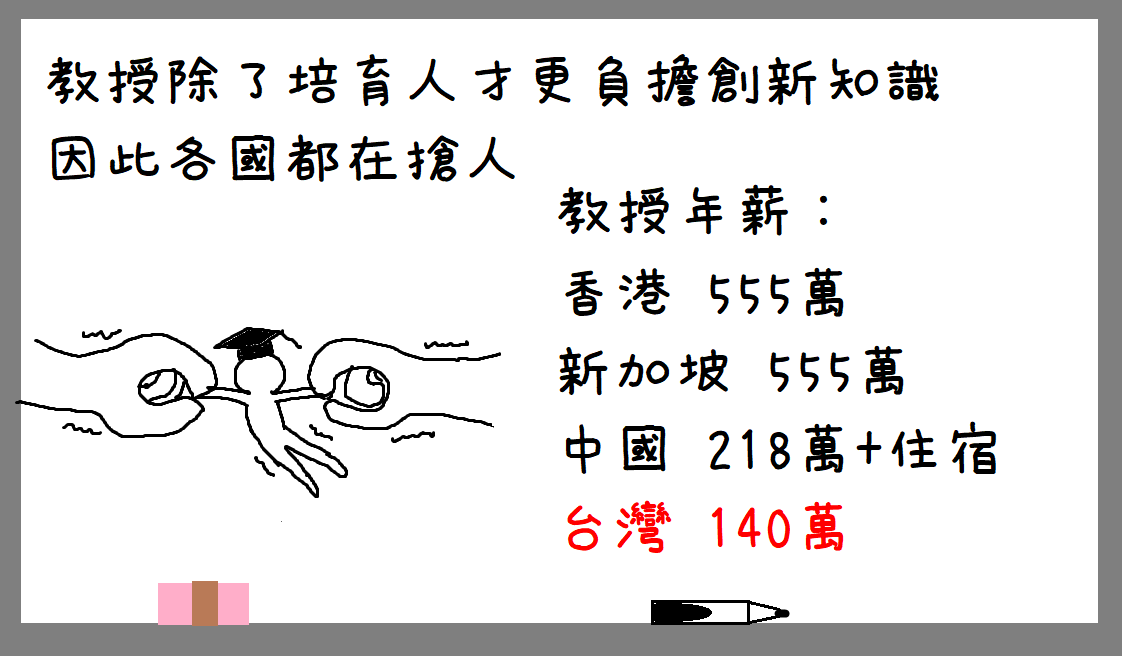 教授除了培育人才更負擔創新知識
因此各國都在搶人
教授年薪：
香港 555萬
新加坡 555萬
中國 218萬+住宿
台灣 140萬